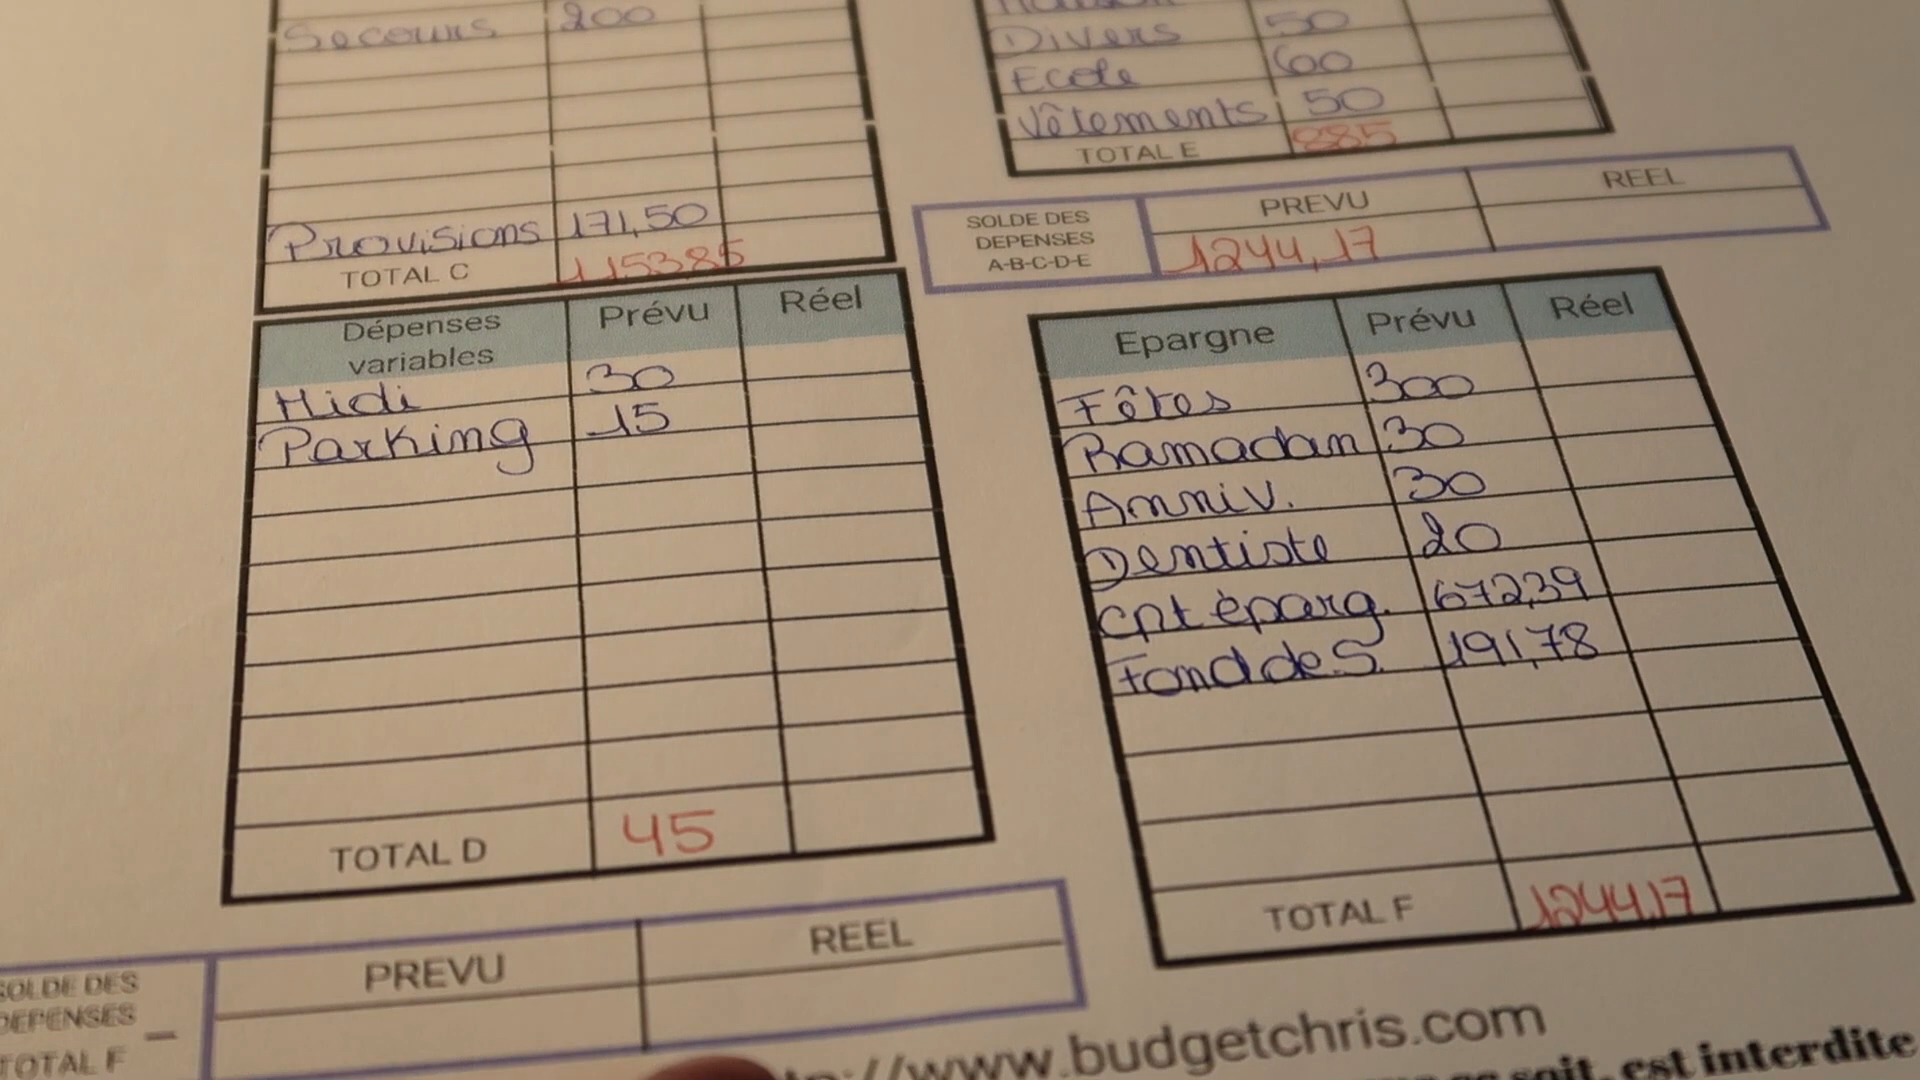 Secours 200
Provisions 171,50
TOTAL C 1153,85
Divers 50
Ecole 60
Vêtements 50
TOTAL E 885
SOLDE DES DEPENSES A-B-C-D-E PREVU REEL
1244,17
Dépenses variables Prévu Réel
Midi 30
Parking 15
TOTAL D 45
Epargne Prévu Réel
Fêtes 300
Ramadan 30
Anniv. 30
Dentiste 20
Cpt éparg. 672,39
Fond de S. 191,78
TOTAL F 1244,17
SOLDE DES DEPENSES – TOTAL F PREVU REEL
://www.budgetchris.com
soit, est interdite